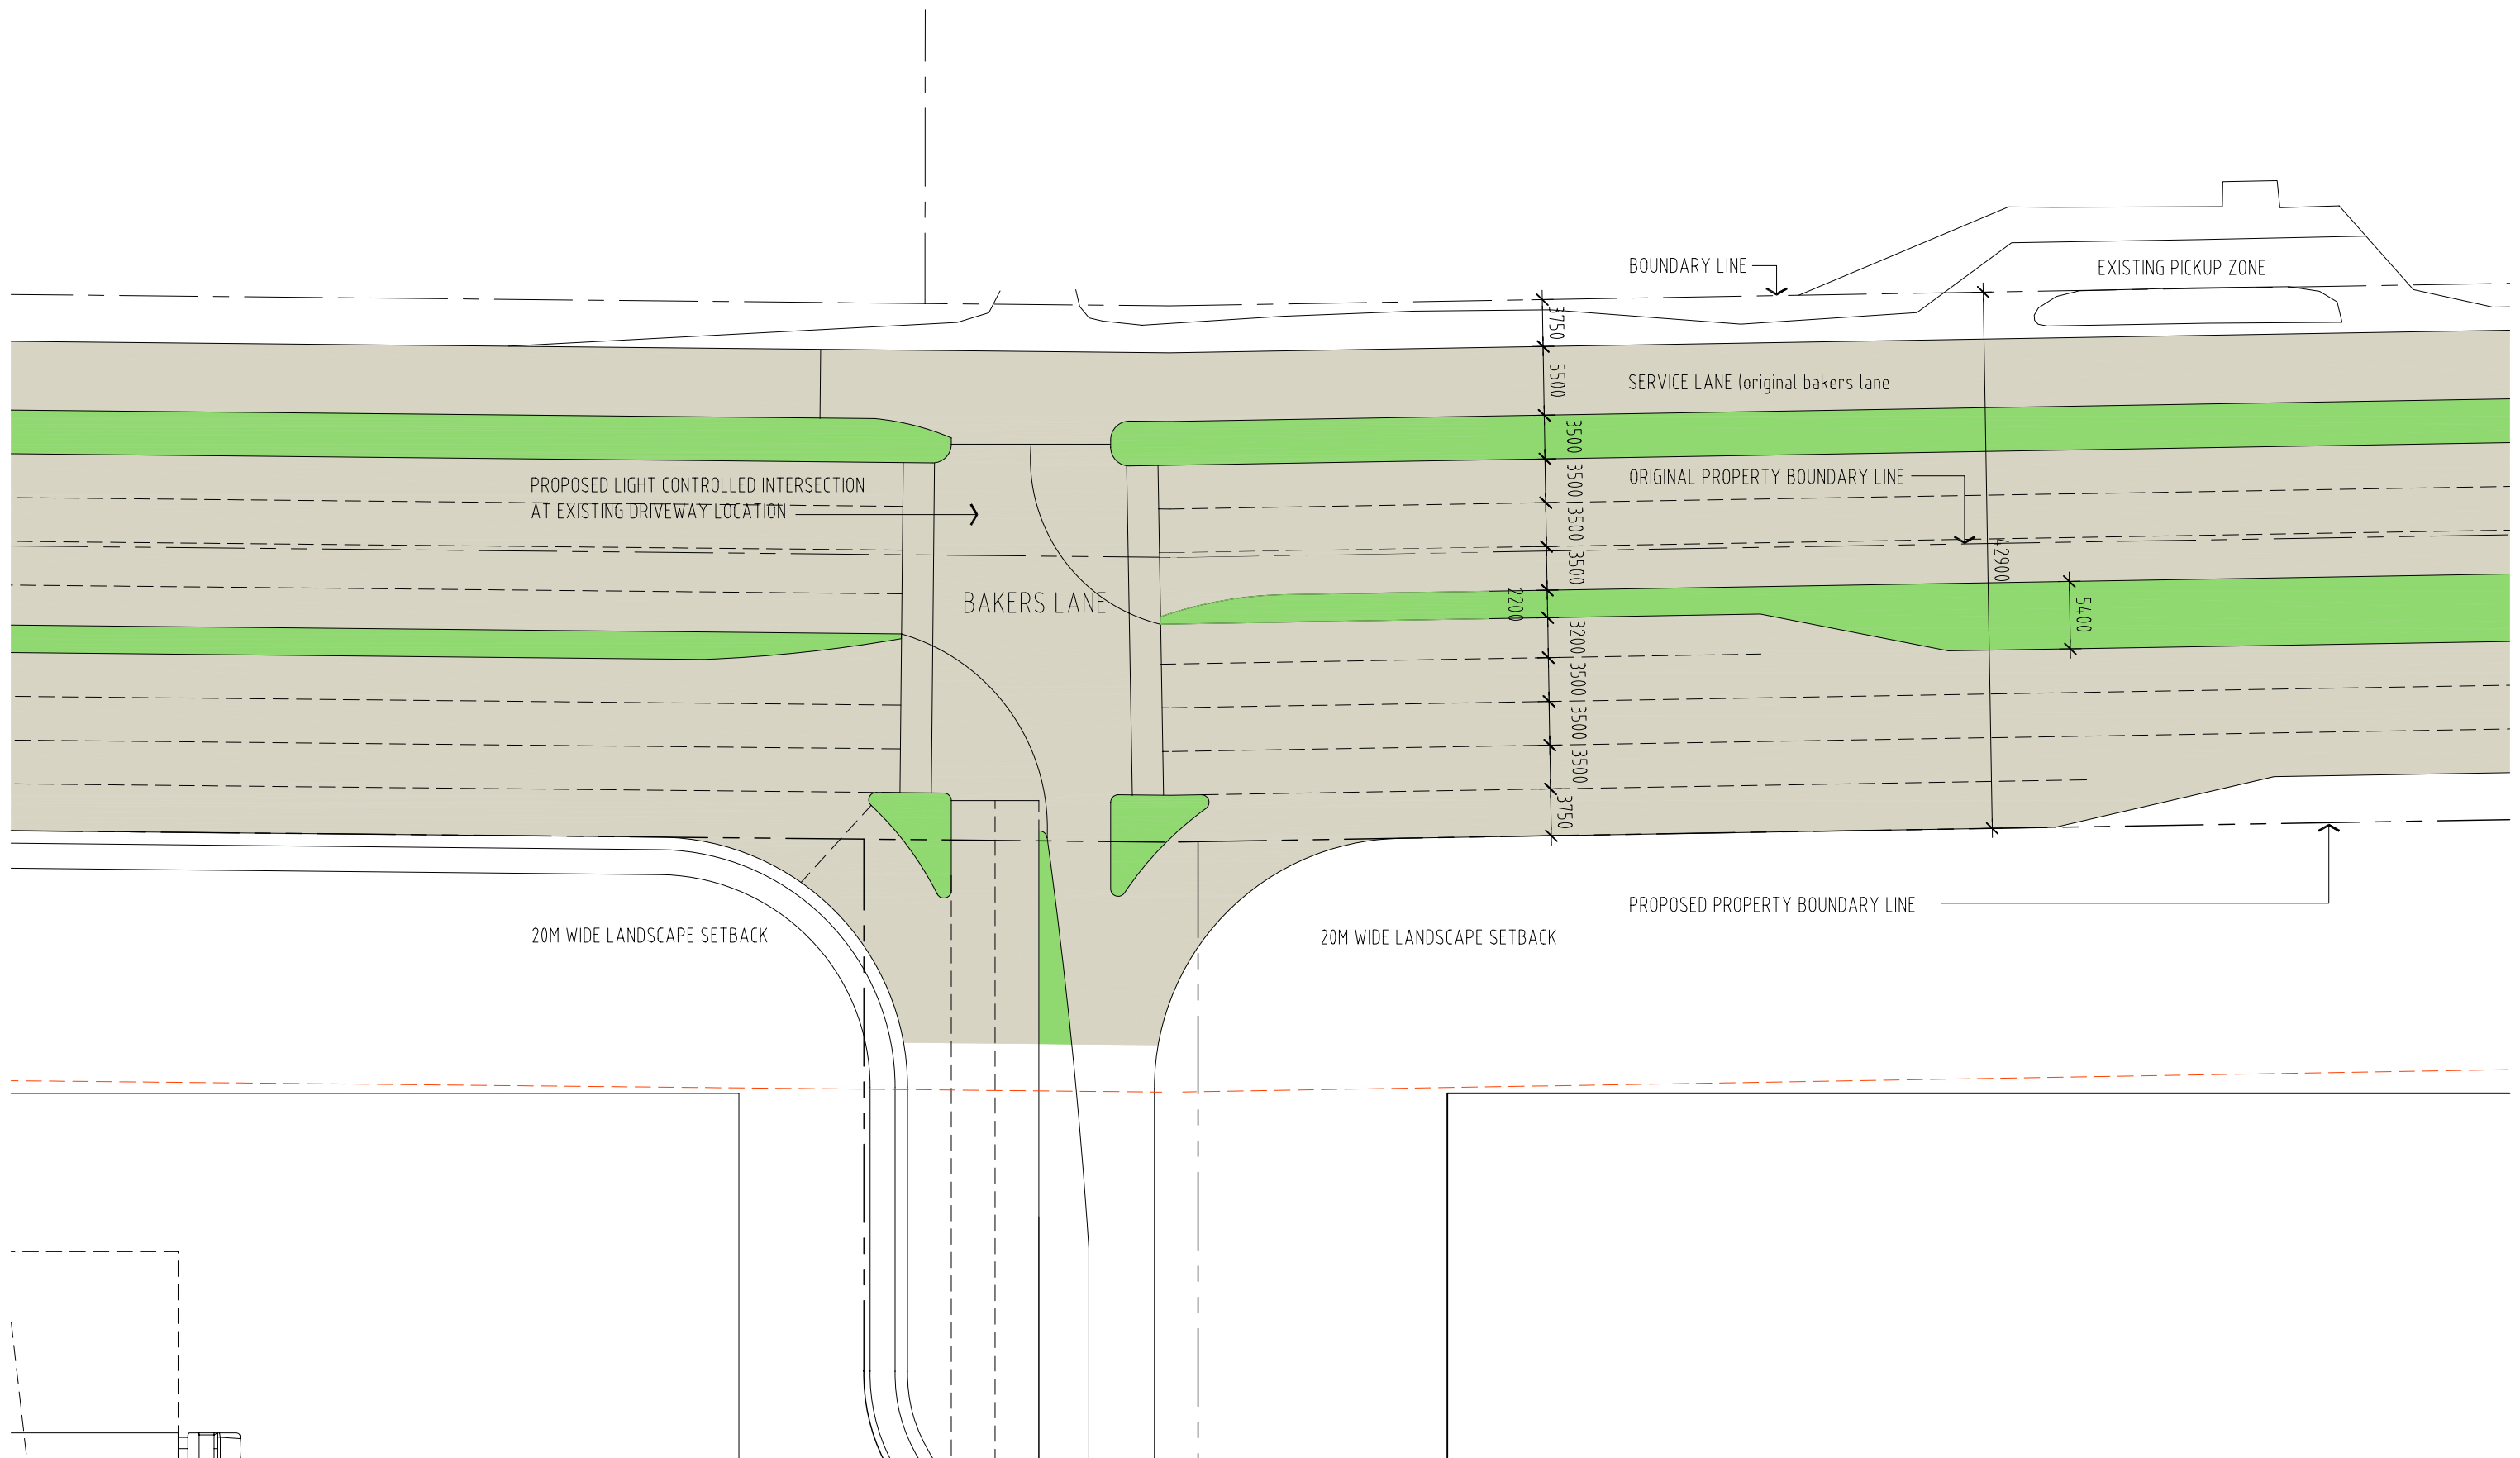 BOUNDARY LINE
EXISTING PICKUP ZONE
3750
5500
SERVICE LANE (original bakers lane
3500
3500
3500
3500
ORIGINAL PROPERTY BOUNDARY LINE
PROPOSED LIGHT CONTROLLED INTERSECTION
AT EXISTING DRIVEWAY LOCATION
42900
BAKERS LANE
2200
5400
3200
3500
3500
3500
3750
PROPOSED PROPERTY BOUNDARY LINE
20M WIDE LANDSCAPE SETBACK
20M WIDE LANDSCAPE SETBACK